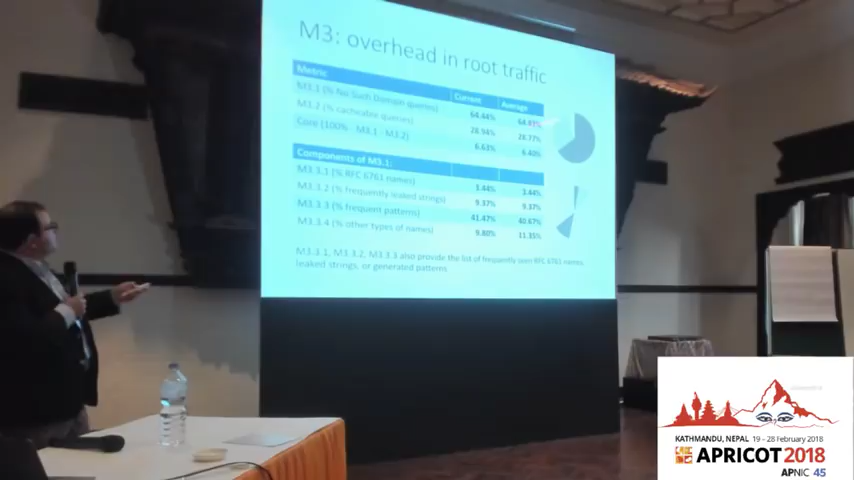 M3: overhead in root traffic
Metric Current Average
M3.1 (% No Such Domain queries) 64.44% 64.83%
M3.2 (% cacheable queries) 28.94% 28.77%
Core (100% - M3.1 - M3.2) 6.63% 6.40%
Components of M3.1:
M3.3.1 (% RFC 6761 names) 3.44% 3.44%
M3.3.2 (% frequently leaked strings) 9.37% 9.37%
M3.3.3 (% frequent patterns) 41.47% 40.67%
M3.3.4 (% other types of names) 9.80% 11.35%
M3.3.1, M3.3.2, M3.3.3 also provide the list of frequently seen RFC 6761 names,
leaked strings, or generated patterns
KATHMANDU, NEPAL 19 - 28 February 2018
APRICOT 2018
APNIC 45